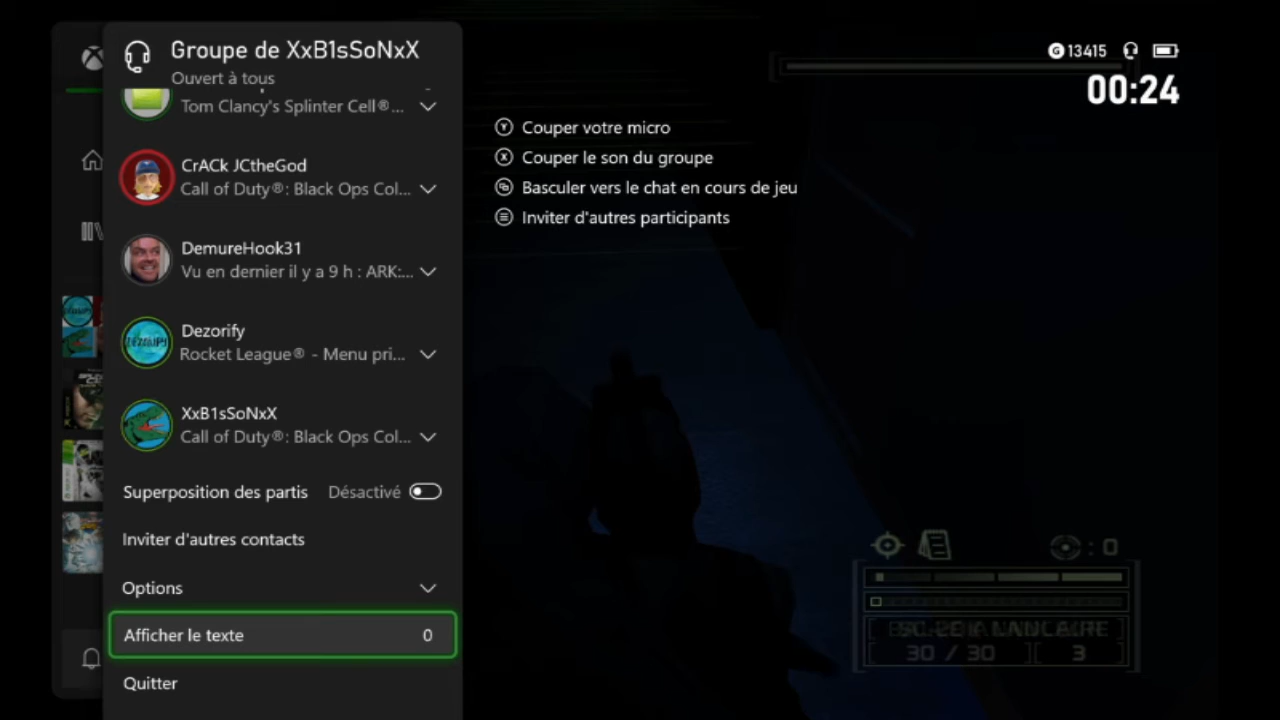 Groupe de XxB1sSoNxX
Ouvert à tous
Tom Clancy's Splinter Cell®...
CrACk JCtheGod
Call of Duty®: Black Ops Col...
DemureHook31
Vu en dernier il y a 9 h : ARK:...
Dezorify
Rocket League® - Menu pri...
XxB1sSoNxX
Call of Duty®: Black Ops Col...
Superposition des partis Désactivé
Inviter d'autres contacts
Options
Afficher le texte 0
Quitter
Y Couper votre micro
X Couper le son du groupe
Basculer vers le chat en cours de jeu
Inviter d'autres participants
G 13415
00:24
: 0
30 / 30 3